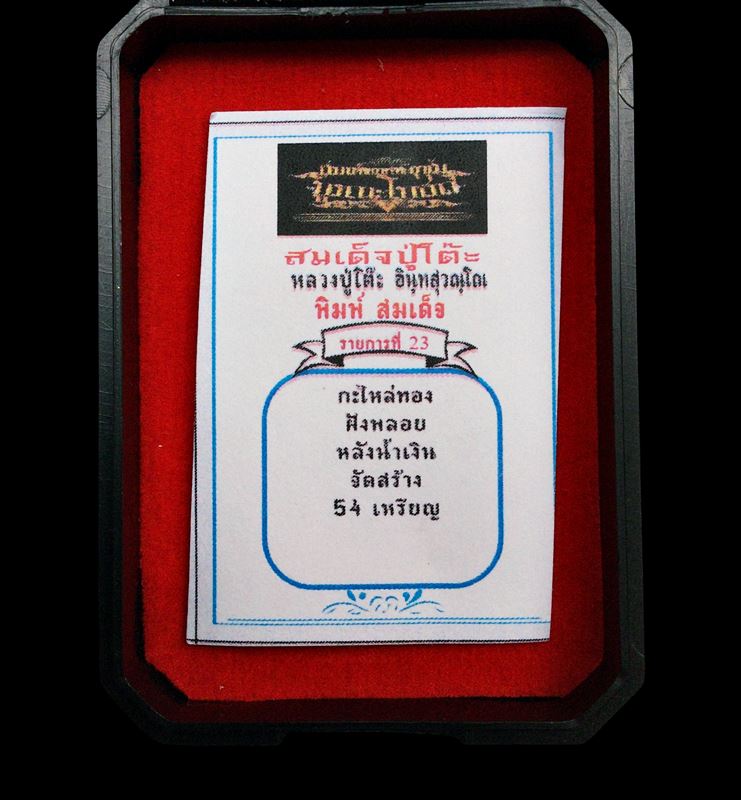 สมเด็จปู่โต๊ะ
หลวงปู่โต๊ะ อินฺทสุวณฺโณ
พิมพ์ สมเด็จ
รายการที่ 23
กะไหล่ทอง
ฝังพลอย
หลังน้ำเงิน
จัดสร้าง
54 เหรียญ